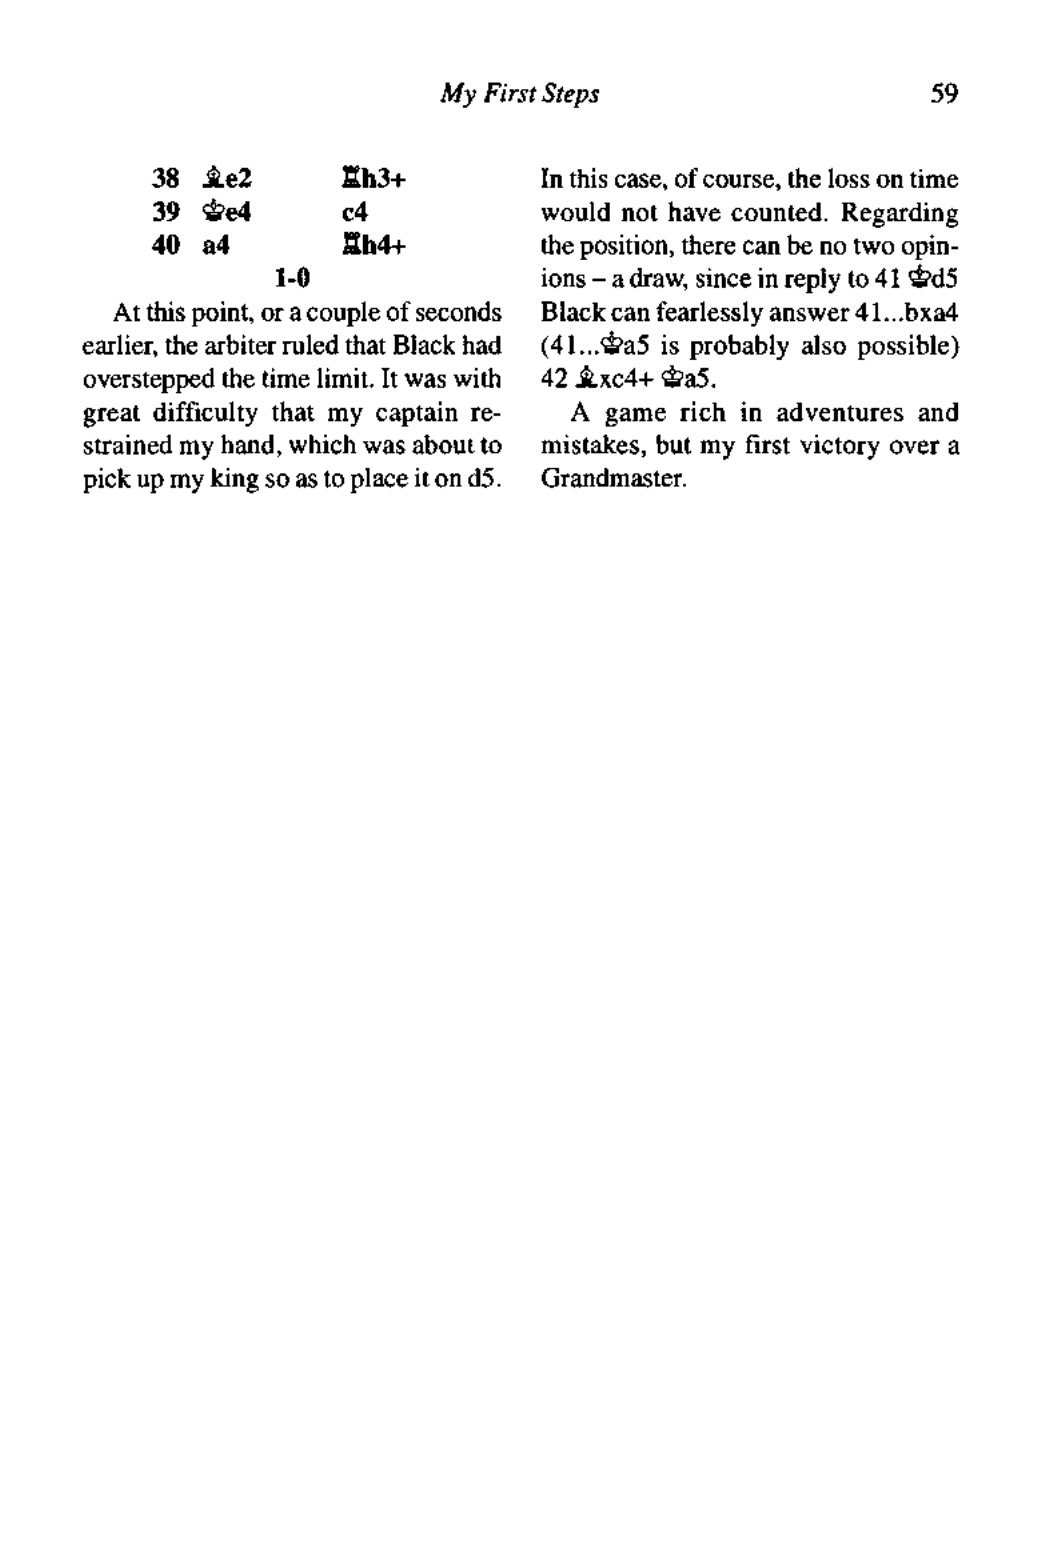 My First Steps 59
38 ♗e2 ♖h3+
39 ♔e4 c4
40 a4 ♖h4+
1-0
At this point, or a couple of seconds
earlier, the arbiter ruled that Black had
overstepped the time limit. It was with
great difficulty that my captain re-
strained my hand, which was about to
pick up my king so as to place it on d5.
In this case, of course, the loss on time
would not have counted. Regarding
the position, there can be no two opin-
ions – a draw, since in reply to 41 ♔d5
Black can fearlessly answer 41...bxa4
(41...♔a5 is probably also possible)
42 ♗xc4+ ♔a5.
A game rich in adventures and
mistakes, but my first victory over a
Grandmaster.